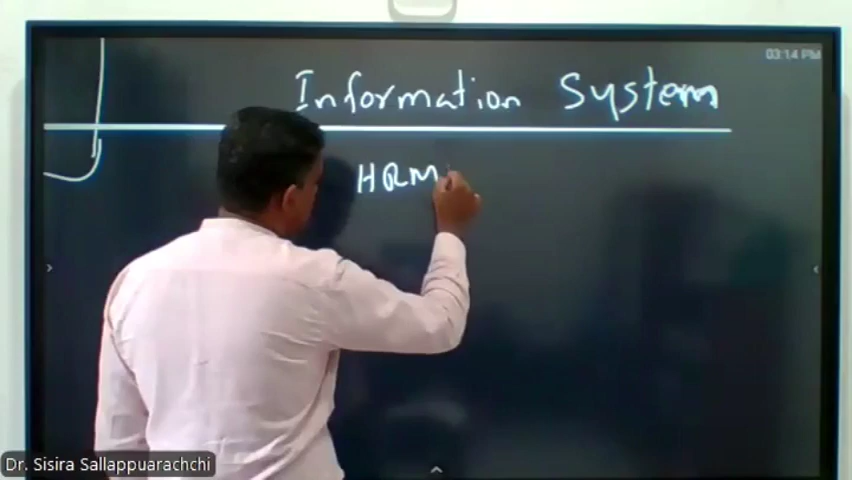 03:14 PM
Information System
HRM
Dr. Sisira Sallappuarachchi